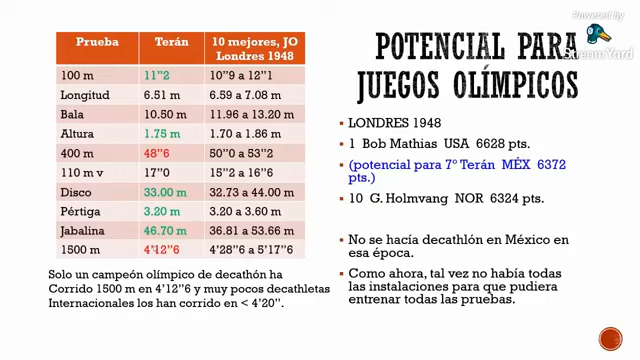 Powered by
StreamYard
POTENCIAL PARA
JUEGOS OLÍMPICOS
Prueba Terán 10 mejores, JO
Londres 1948
100 m 11”2 10”9 a 12”1
Longitud 6.51 m 6.59 a 7.08 m
Bala 10.50 m 11.96 a 13.20 m
Altura 1.75 m 1.70 a 1.86 m
400 m 48”6 50”0 a 53”2
110 m v 17”0 15”2 a 16”6
Disco 33.00 m 32.73 a 44.00 m
Pértiga 3.20 m 3.20 a 3.60 m
Jabalina 46.70 m 36.81 a 53.66 m
1500 m 4’12”6 4’28”6 a 5’17”6
Solo un campeón olímpico de decathón ha
Corrido 1500 m en 4’12”6 y muy pocos decathletas
Internacionales los han corrido en < 4’20”.
LONDRES 1948
1 Bob Mathias USA 6628 pts.
(potencial para 7º Terán MÉX 6372
pts.)
10 G. Holmvang NOR 6324 pts.
No se hacía decathlón en México en
esa época.
Como ahora, tal vez no había todas
las instalaciones para que pudiera
entrenar todas las pruebas.